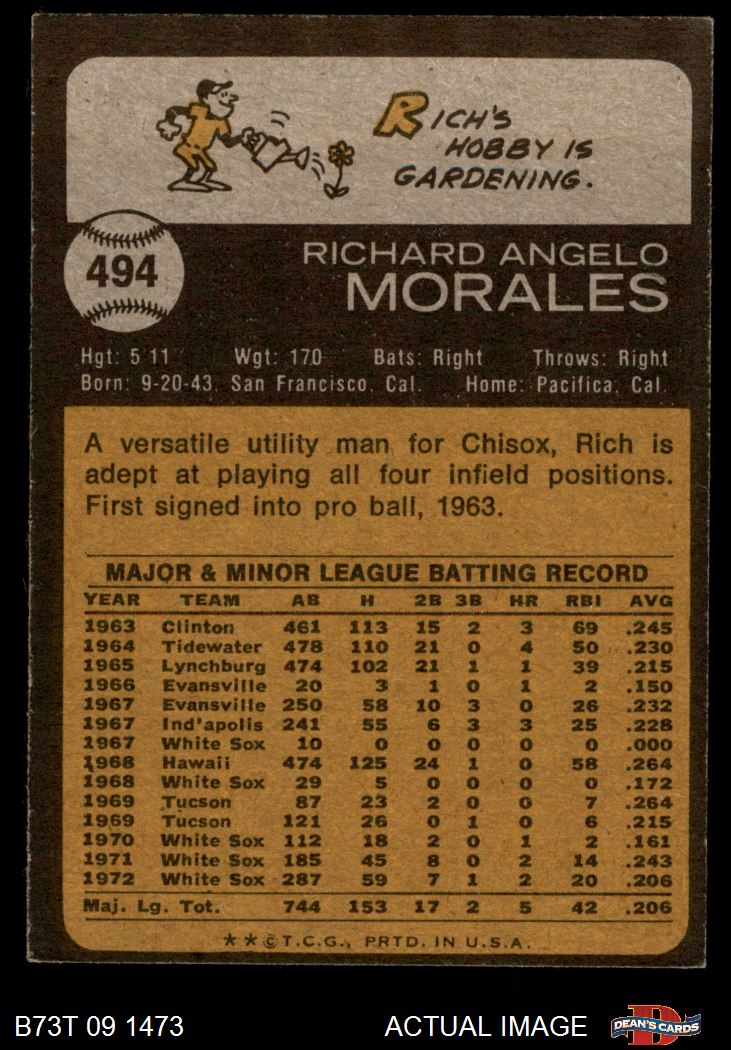 RICH'S
HOBBY IS
GARDENING.
494
RICHARD ANGELO
MORALES
Hgt: 5'11" Wgt: 170 Bats: Right Throws: Right
Born: 9-20-43, San Francisco, Cal. Home: Pacifica, Cal.
A versatile utility man for Chisox, Rich is
adept at playing all four infield positions.
First signed into pro ball, 1963.
MAJOR & MINOR LEAGUE BATTING RECORD
YEAR TEAM AB H 2B 3B HR RBI AVG
1963 Clinton 461 113 15 2 3 69 .245
1964 Tidewater 478 110 21 0 4 50 .230
1965 Lynchburg 474 102 21 1 1 39 .215
1966 Evansville 20 3 1 0 1 2 .150
1967 Evansville 250 58 10 3 0 26 .232
1967 Ind'apolis 241 55 6 3 3 25 .228
1967 White Sox 10 0 0 0 0 0 .000
1968 Hawaii 474 125 24 1 0 58 .264
1968 White Sox 29 5 0 0 0 0 .172
1969 Tucson 87 23 2 0 0 7 .264
1969 Tucson 121 26 0 1 0 6 .215
1970 White Sox 112 18 2 0 1 2 .161
1971 White Sox 185 45 8 0 2 14 .243
1972 White Sox 287 59 7 1 2 20 .206
Maj. Lg. Tot. 744 153 17 2 5 42 .206
**©T.C.G., PRTD. IN U.S.A.
B73T 09 1473 ACTUAL IMAGE D DEAN'S CARDS